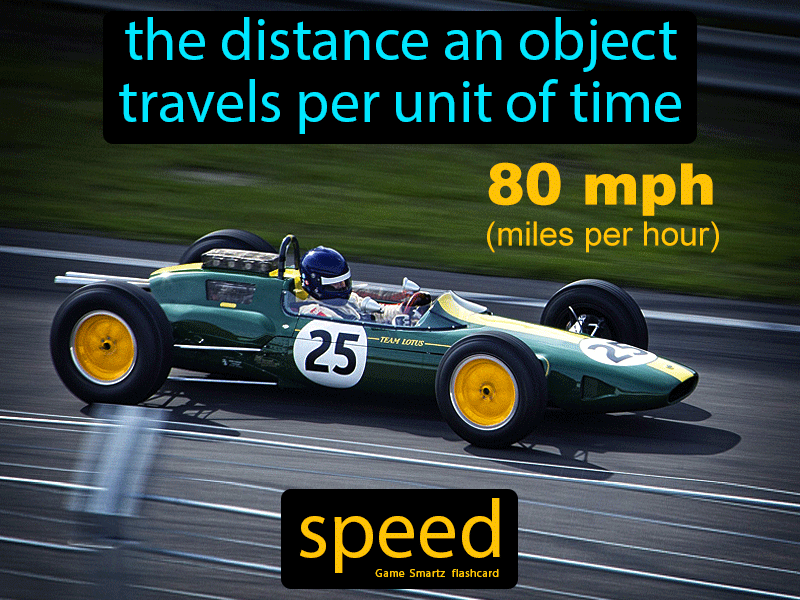 the distance an object
travels per unit of time
80 mph
(miles per hour)
25
TEAM LOTUS
25
speed
Game Smartz flashcard